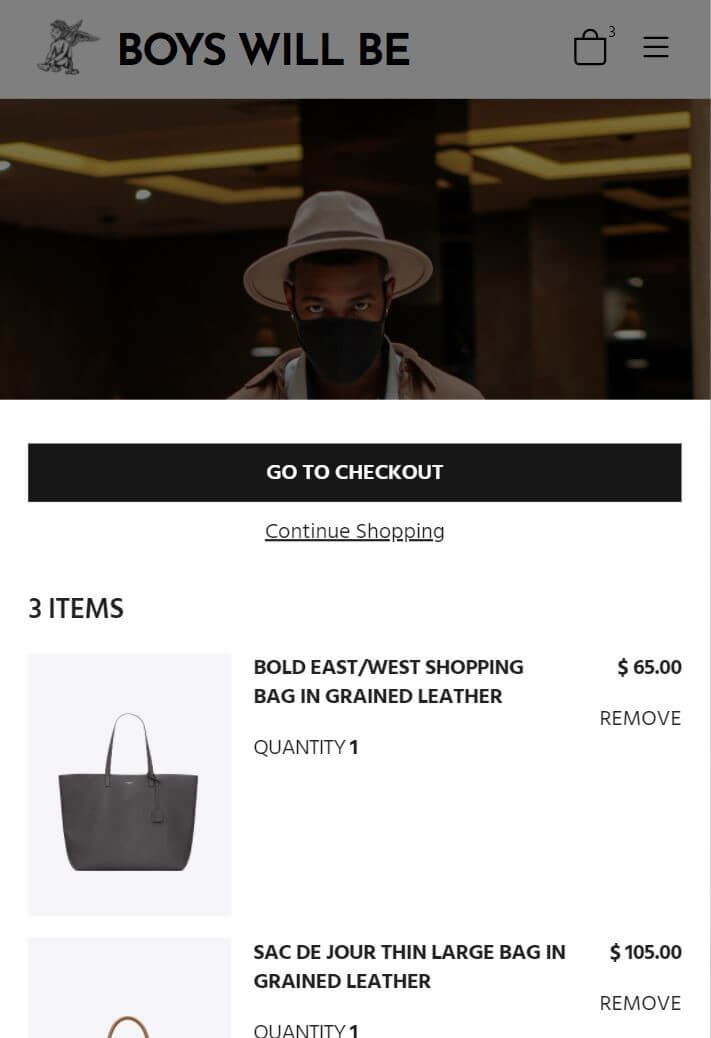 BOYS WILL BE
3
GO TO CHECKOUT
Continue Shopping
3 ITEMS
BOLD EAST/WEST SHOPPING
BAG IN GRAINED LEATHER
$ 65.00
REMOVE
QUANTITY 1
SAC DE JOUR THIN LARGE BAG IN
GRAINED LEATHER
$ 105.00
REMOVE
QUANTITY 1